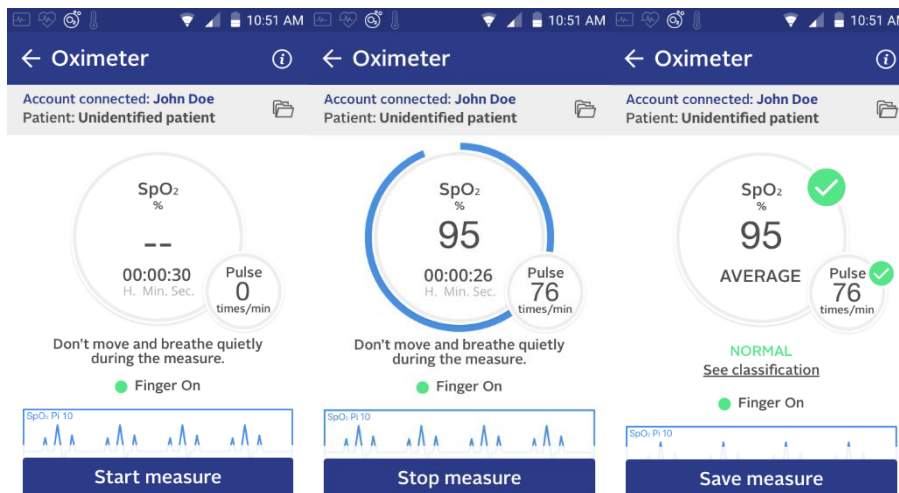 10:51 AM
Oximeter
Account connected: John Doe
Patient: Unidentified patient
SpO₂
%
--
00:00:30
H. Min. Sec.
Pulse
0
times/min
Don't move and breathe quietly
during the measure.
Finger On
SpO₂ Pi 10
Start measure
10:51 AM
Oximeter
Account connected: John Doe
Patient: Unidentified patient
SpO₂
%
95
00:00:26
H. Min. Sec.
Pulse
76
times/min
Don't move and breathe quietly
during the measure.
Finger On
SpO₂ Pi 10
Stop measure
10:51 AM
Oximeter
Account connected: John Doe
Patient: Unidentified patient
SpO₂
%
95
AVERAGE
Pulse
76
times/min
NORMAL
See classification
Finger On
SpO₂ Pi 10
Save measure